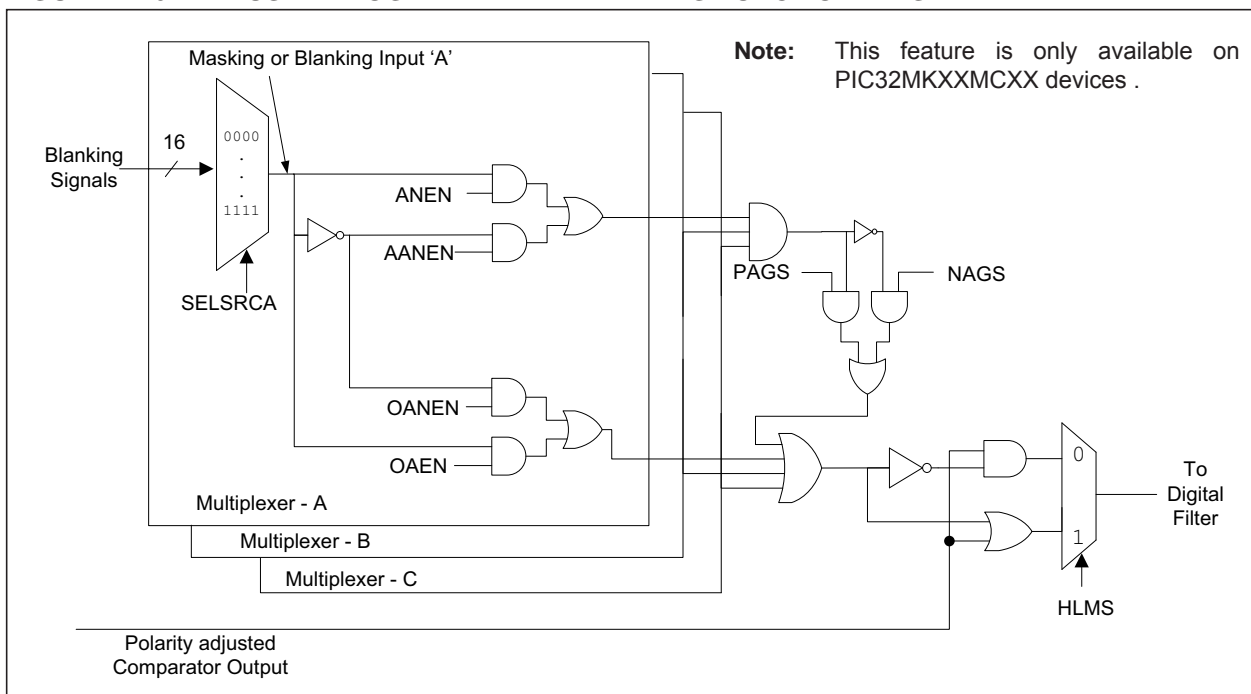 Masking or Blanking Input ‘A’
Note: This feature is only available on
PIC32MKXXMCXX devices .
16
0000
.
.
.
1111
Blanking
Signals
ANEN
AANEN
PAGS
NAGS
SELSRCA
OANEN
OAEN
0
1
To
Digital
Filter
Multiplexer - A
Multiplexer - B
Multiplexer - C
HLMS
Polarity adjusted
Comparator Output